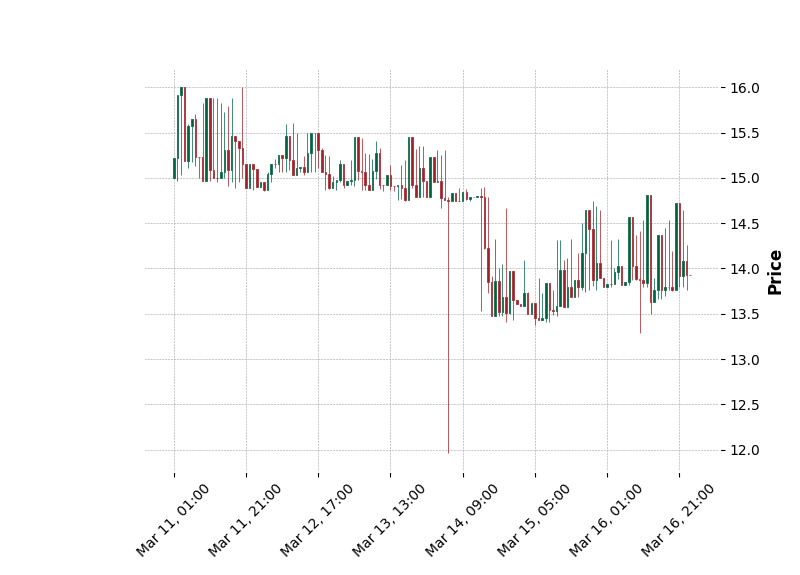 16.0
15.5
15.0
14.5
14.0
13.5
13.0
12.5
12.0
Price
Mar 11, 01:00
Mar 11, 21:00
Mar 12, 17:00
Mar 13, 13:00
Mar 14, 09:00
Mar 15, 05:00
Mar 16, 01:00
Mar 16, 21:00